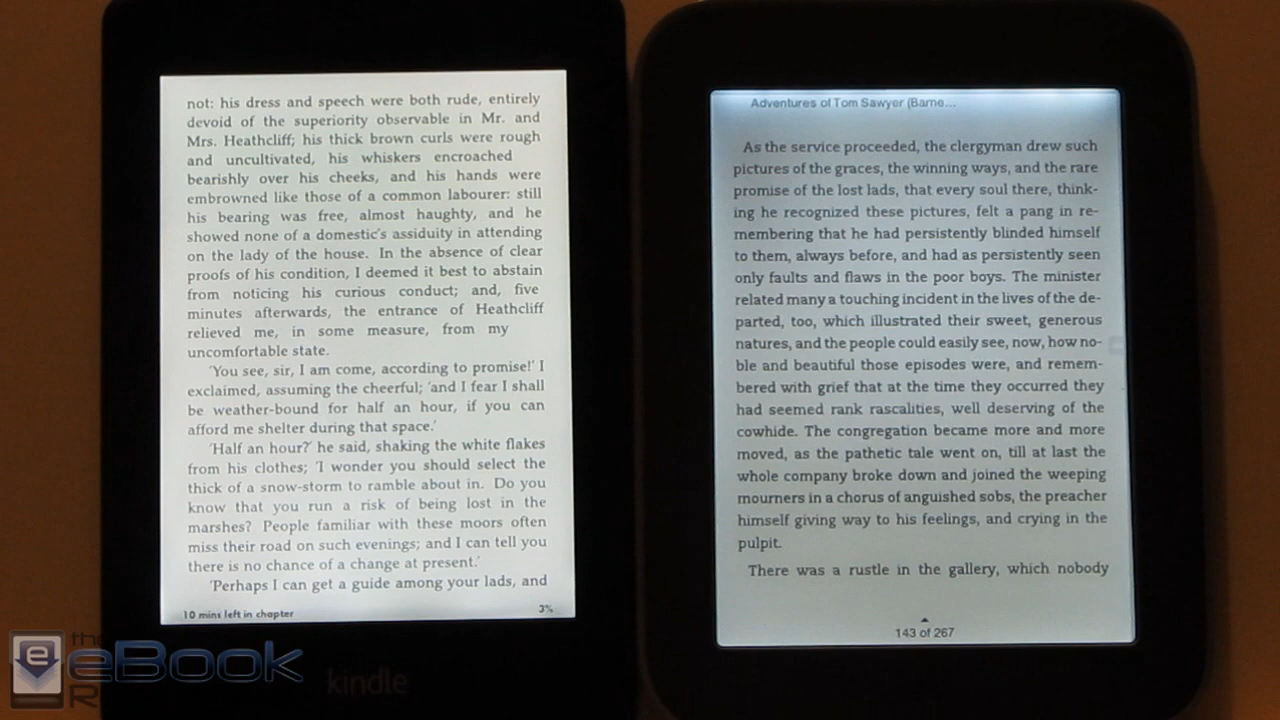 not: his dress and speech were both rude, entirely
devoid of the superiority observable in Mr. and
Mrs. Heathcliff; his thick brown curls were rough
and uncultivated, his whiskers encroached
bearishly over his cheeks, and his hands were
embrowned like those of a common labourer: still
his bearing was free, almost haughty, and he
showed none of a domestic's assiduity in attending
on the lady of the house. In the absence of clear
proofs of his condition, I deemed it best to abstain
from noticing his curious conduct; and, five
minutes afterwards, the entrance of Heathcliff
relieved me, in some measure, from my
uncomfortable state.
'You see, sir, I am come, according to promise!' I
exclaimed, assuming the cheerful; 'and I fear I shall
be weather-bound for half an hour, if you can
afford me shelter during that space.'
'Half an hour?' he said, shaking the white flakes
from his clothes; 'I wonder you should select the
thick of a snow-storm to ramble about in. Do you
know that you run a risk of being lost in the
marshes? People familiar with these moors often
miss their road on such evenings; and I can tell you
there is no chance of a change at present.'
'Perhaps I can get a guide among your lads, and
10 mins left in chapter 3%
kindle
Adventures of Tom Sawyer (Barne...
As the service proceeded, the clergyman drew such
pictures of the graces, the winning ways, and the rare
promise of the lost lads, that every soul there, think-
ing he recognized these pictures, felt a pang in re-
membering that he had persistently blinded himself
to them, always before, and had as persistently seen
only faults and flaws in the poor boys. The minister
related many a touching incident in the lives of the de-
parted, too, which illustrated their sweet, generous
natures, and the people could easily see, now, how no-
ble and beautiful those episodes were, and remem-
bered with grief that at the time they occurred they
had seemed rank rascalities, well deserving of the
cowhide. The congregation became more and more
moved, as the pathetic tale went on, till at last the
whole company broke down and joined the weeping
mourners in a chorus of anguished sobs, the preacher
himself giving way to his feelings, and crying in the
pulpit.
There was a rustle in the gallery, which nobody
143 of 267
the
eBook